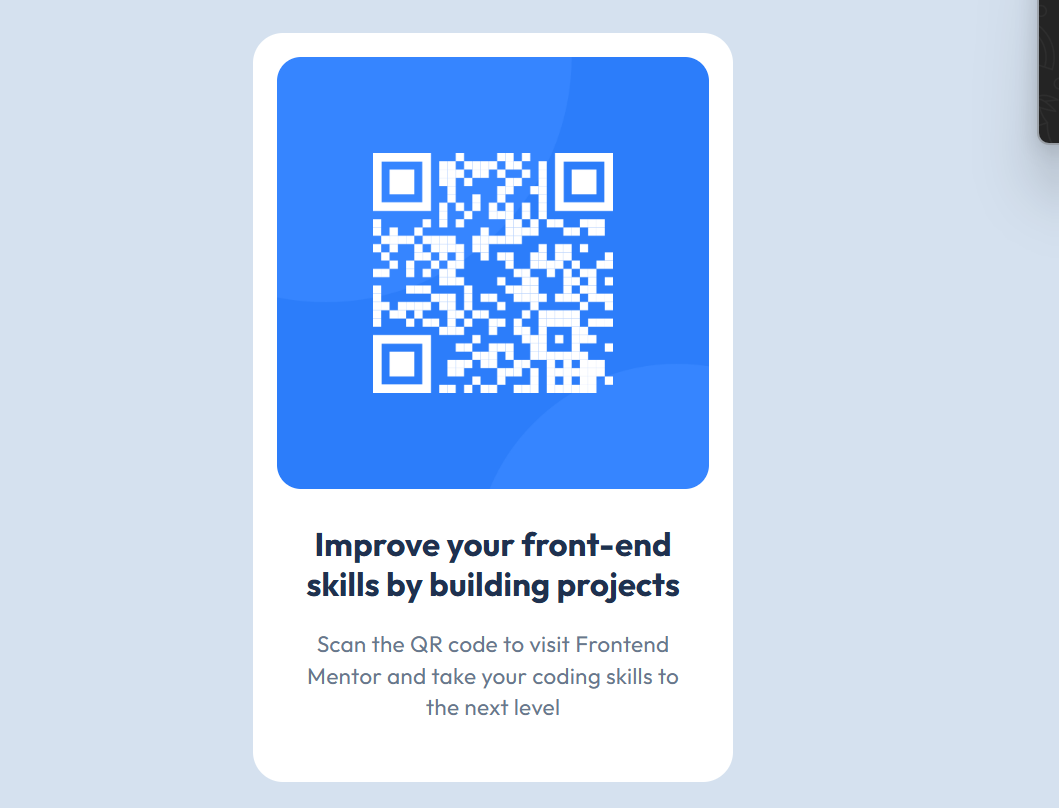 Improve your front-end
skills by building projects
Scan the QR code to visit Frontend
Mentor and take your coding skills to
the next level